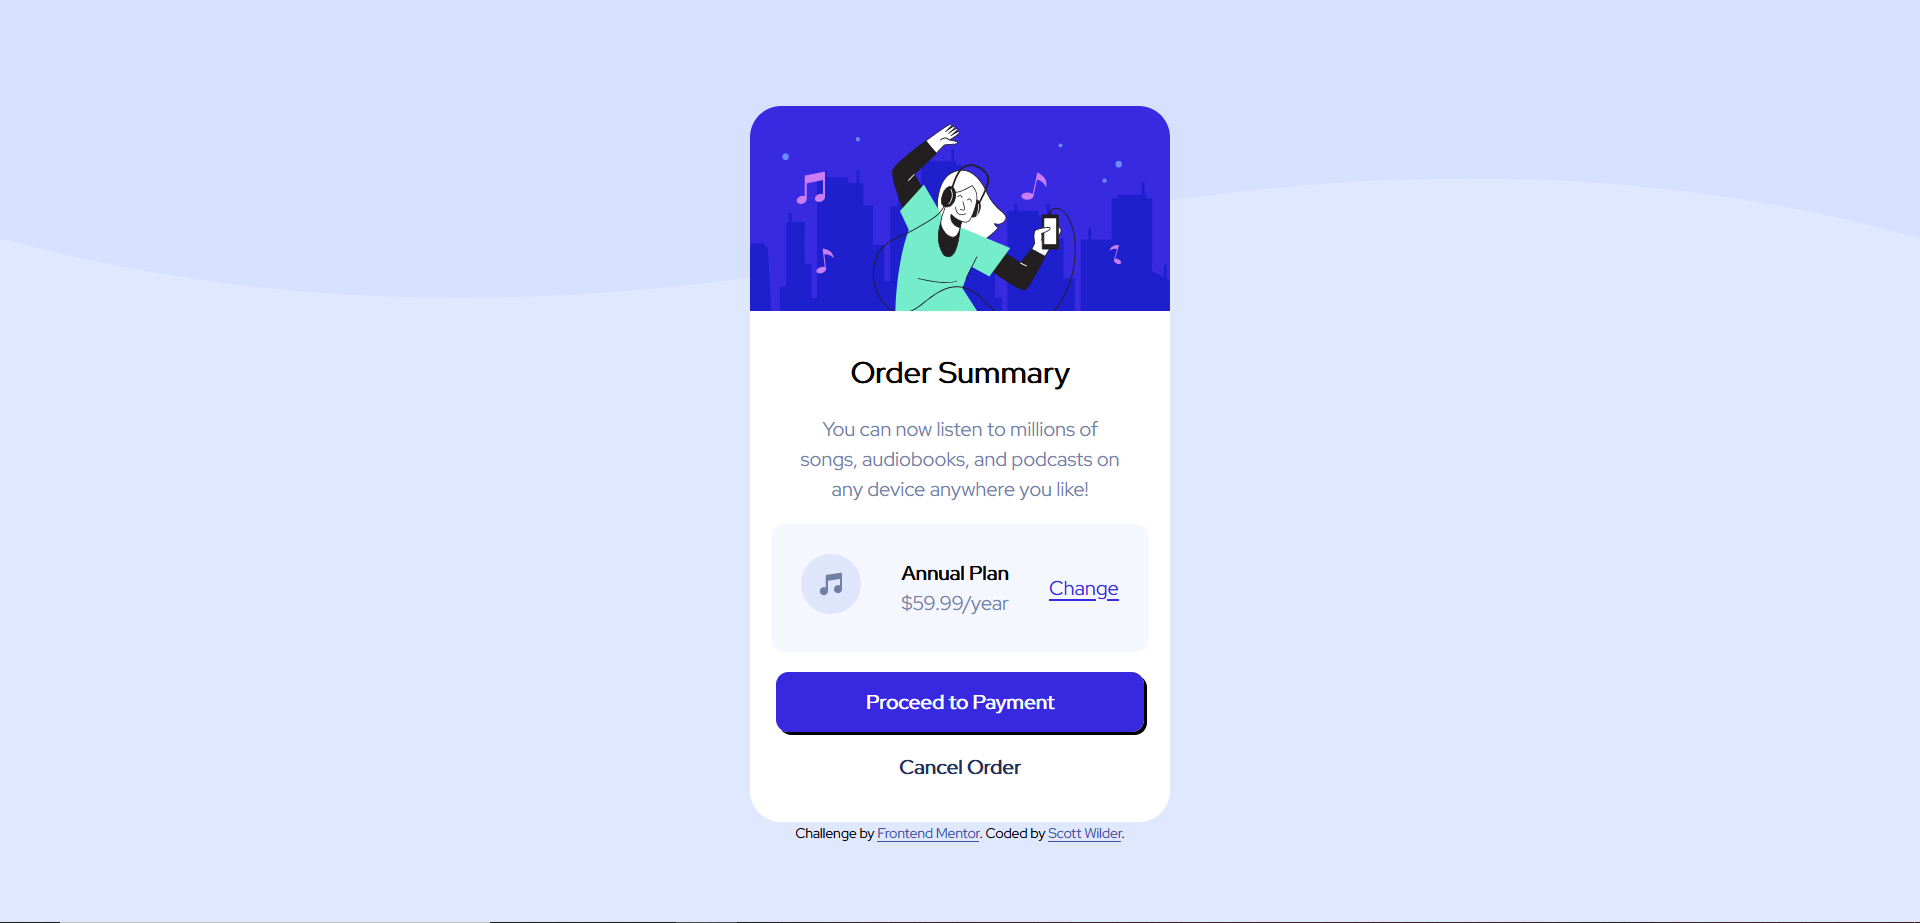 Order Summary
You can now listen to millions of
songs, audiobooks, and podcasts on
any device anywhere you like!
Annual Plan
$59.99/year
Change
Proceed to Payment
Cancel Order
Challenge by Frontend Mentor. Coded by Scott Wilder.